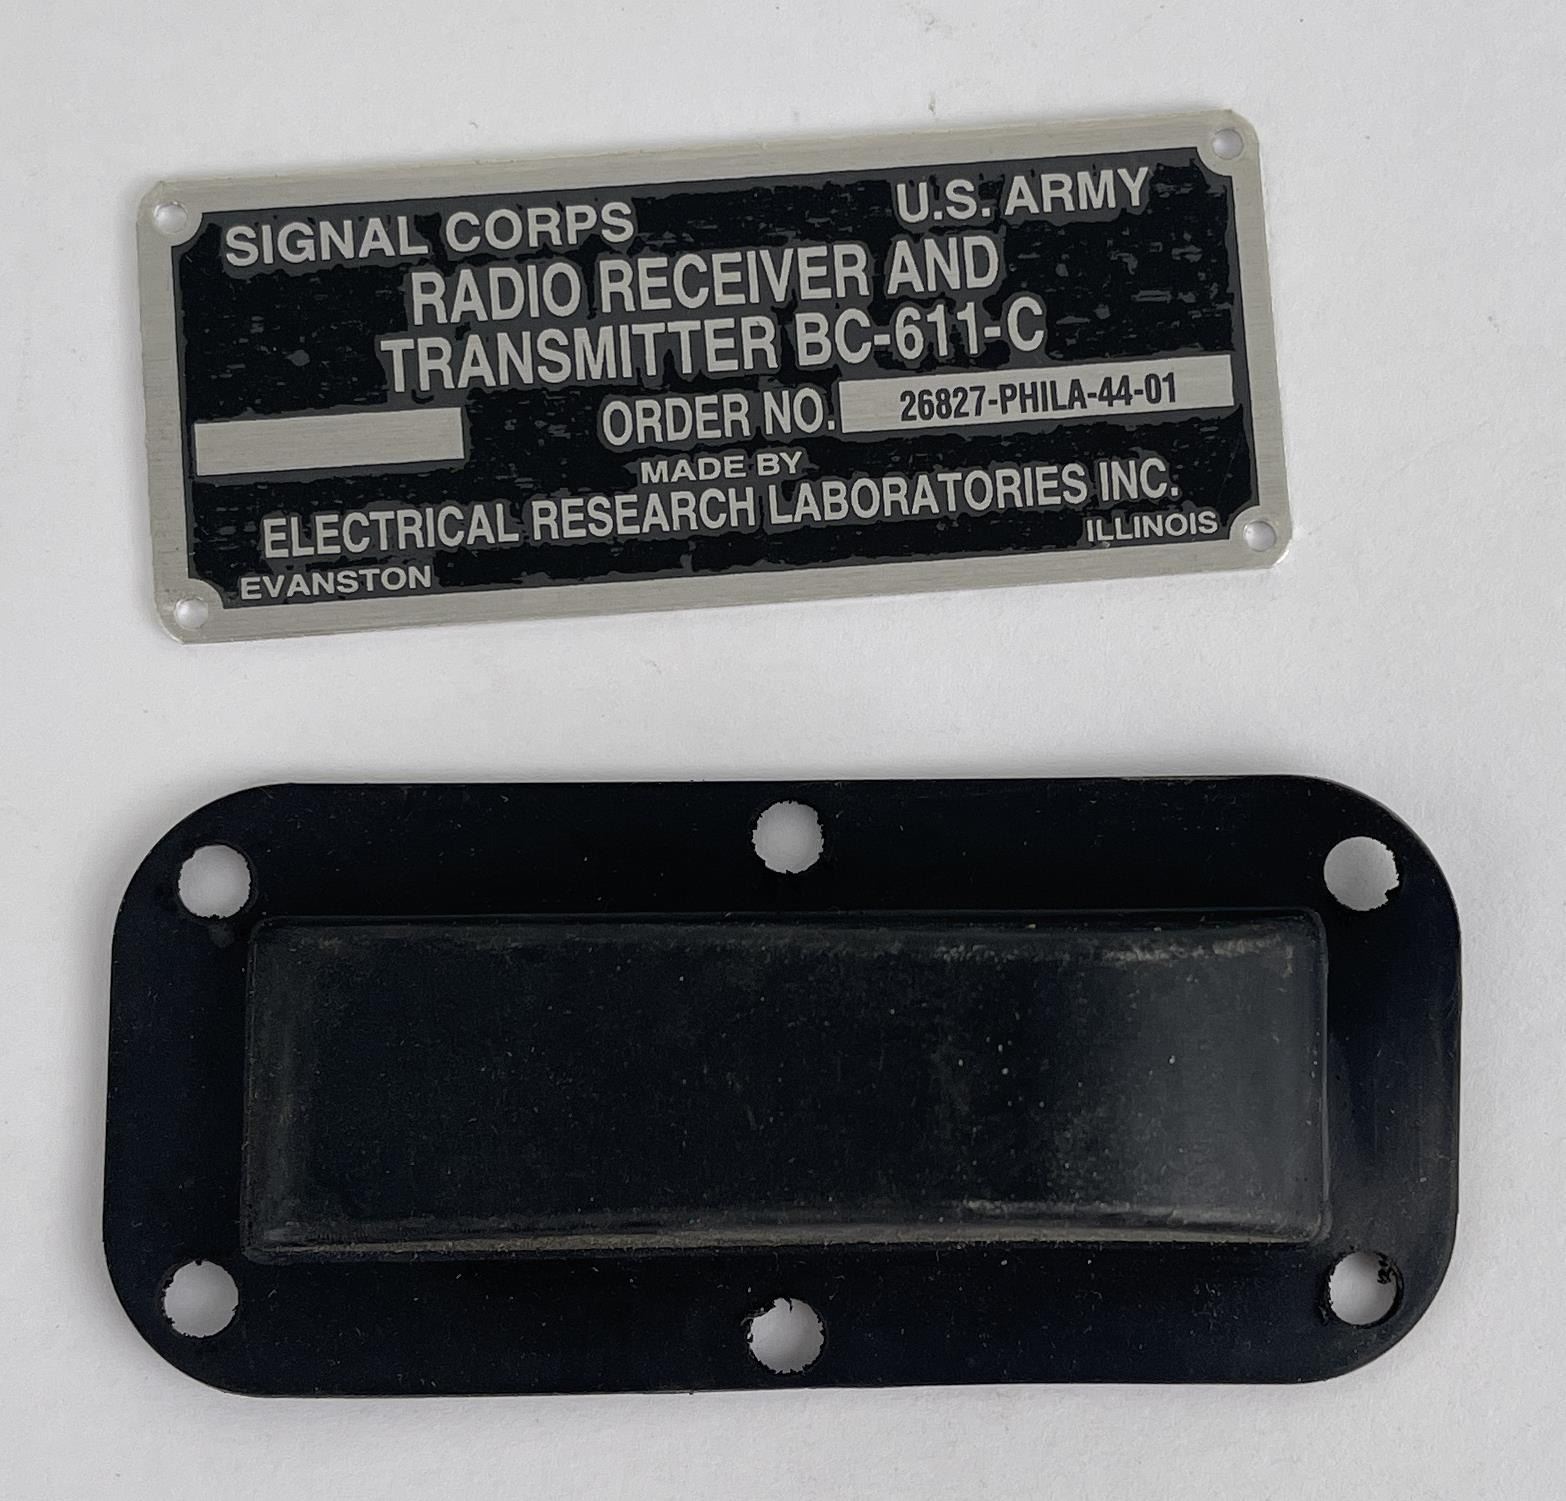 SIGNAL CORPS U.S. ARMY
RADIO RECEIVER AND
TRANSMITTER BC-611-C
ORDER NO. 26827-PHILA-44-01
MADE BY
ELECTRICAL RESEARCH LABORATORIES INC.
EVANSTON ILLINOIS